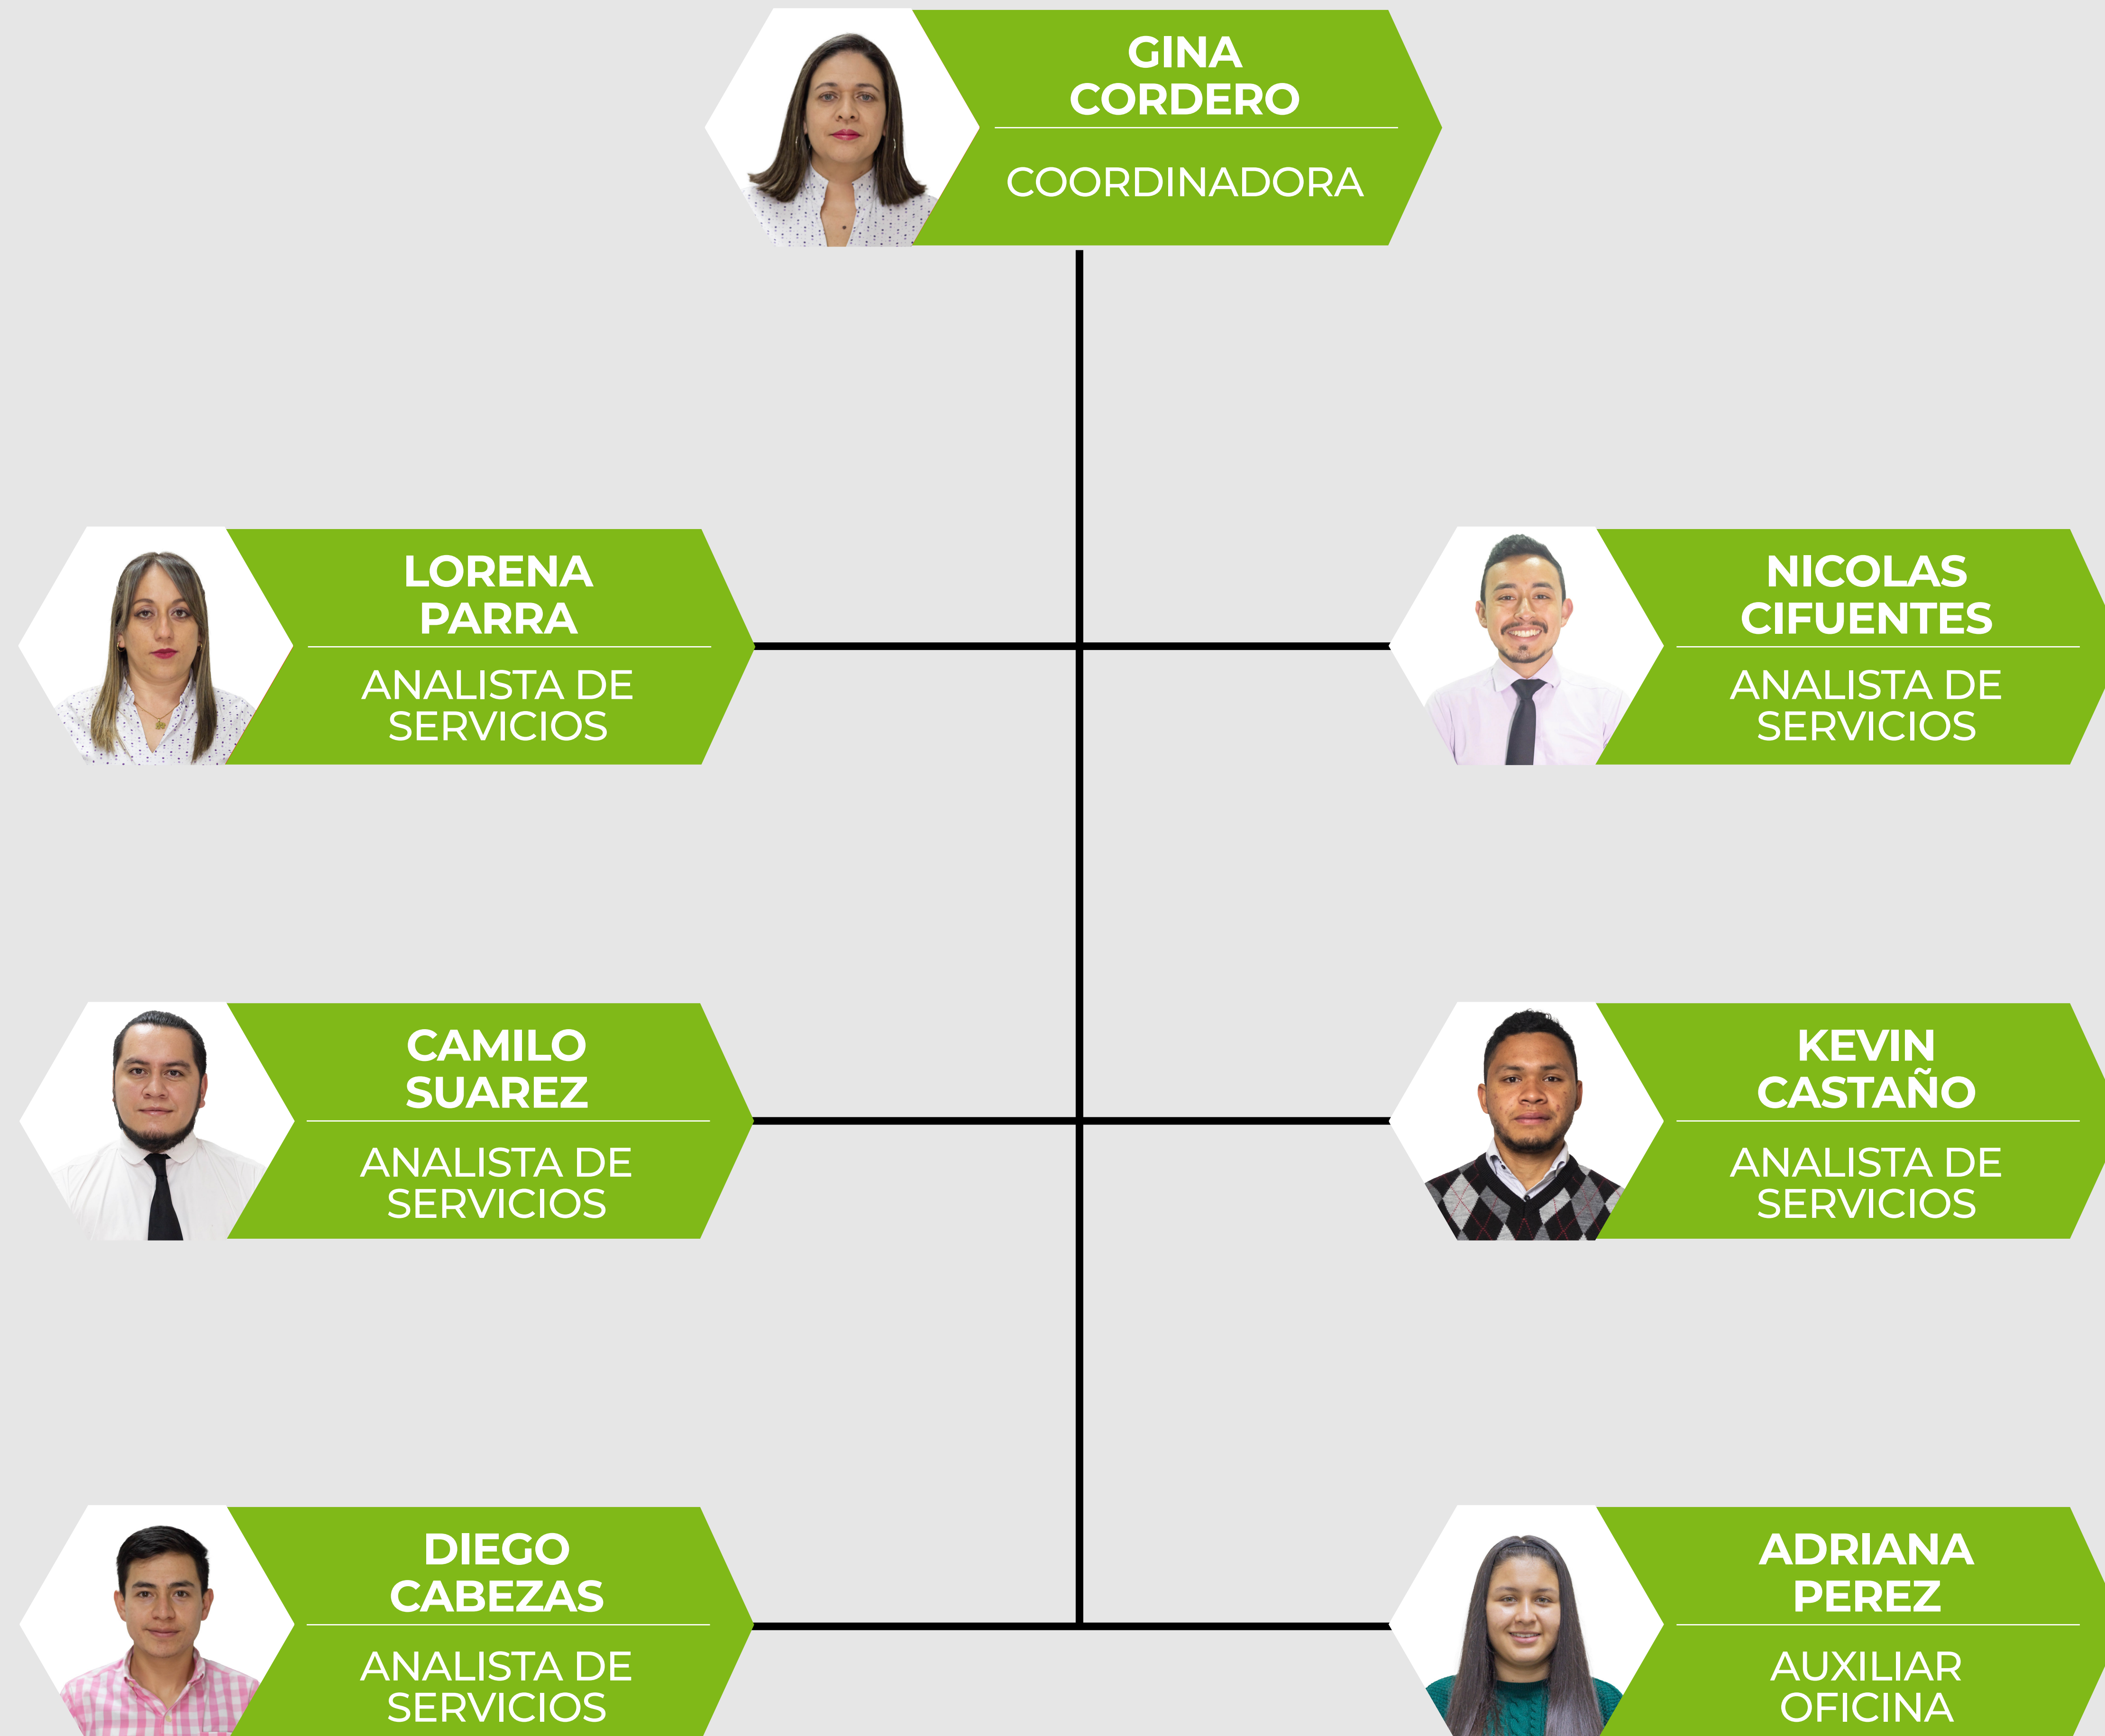 GINA
CORDERO
COORDINADORA
LORENA
PARRA
ANALISTA DE
SERVICIOS
NICOLAS
CIFUENTES
ANALISTA DE
SERVICIOS
CAMILO
SUAREZ
ANALISTA DE
SERVICIOS
KEVIN
CASTAÑO
ANALISTA DE
SERVICIOS
DIEGO
CABEZAS
ANALISTA DE
SERVICIOS
ADRIANA
PEREZ
AUXILIAR
OFICINA